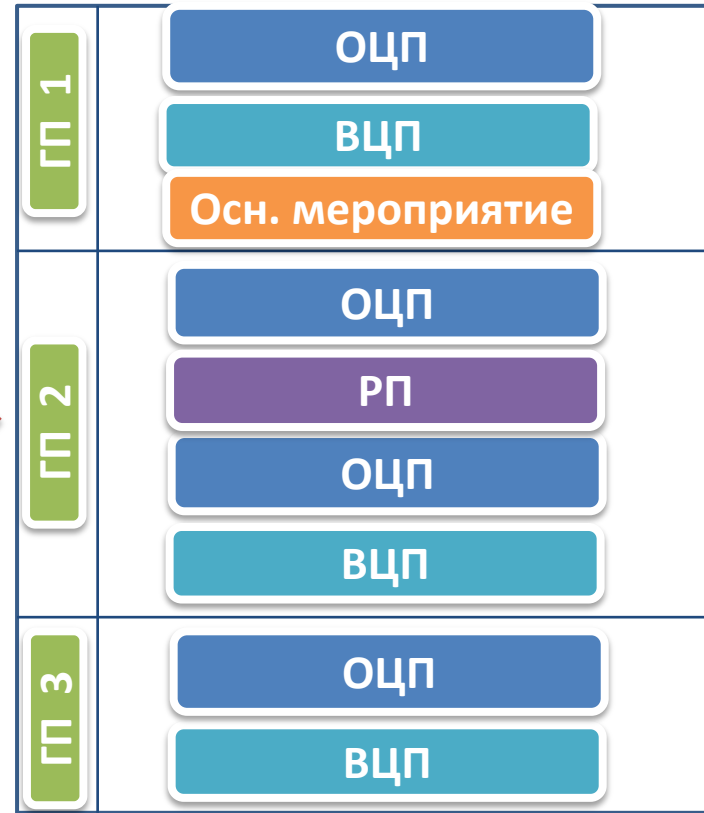 ГП 1
ОЦП
ВЦП
Осн. мероприятие
ГП 2
ОЦП
РП
ОЦП
ВЦП
ГП 3
ОЦП
ВЦП